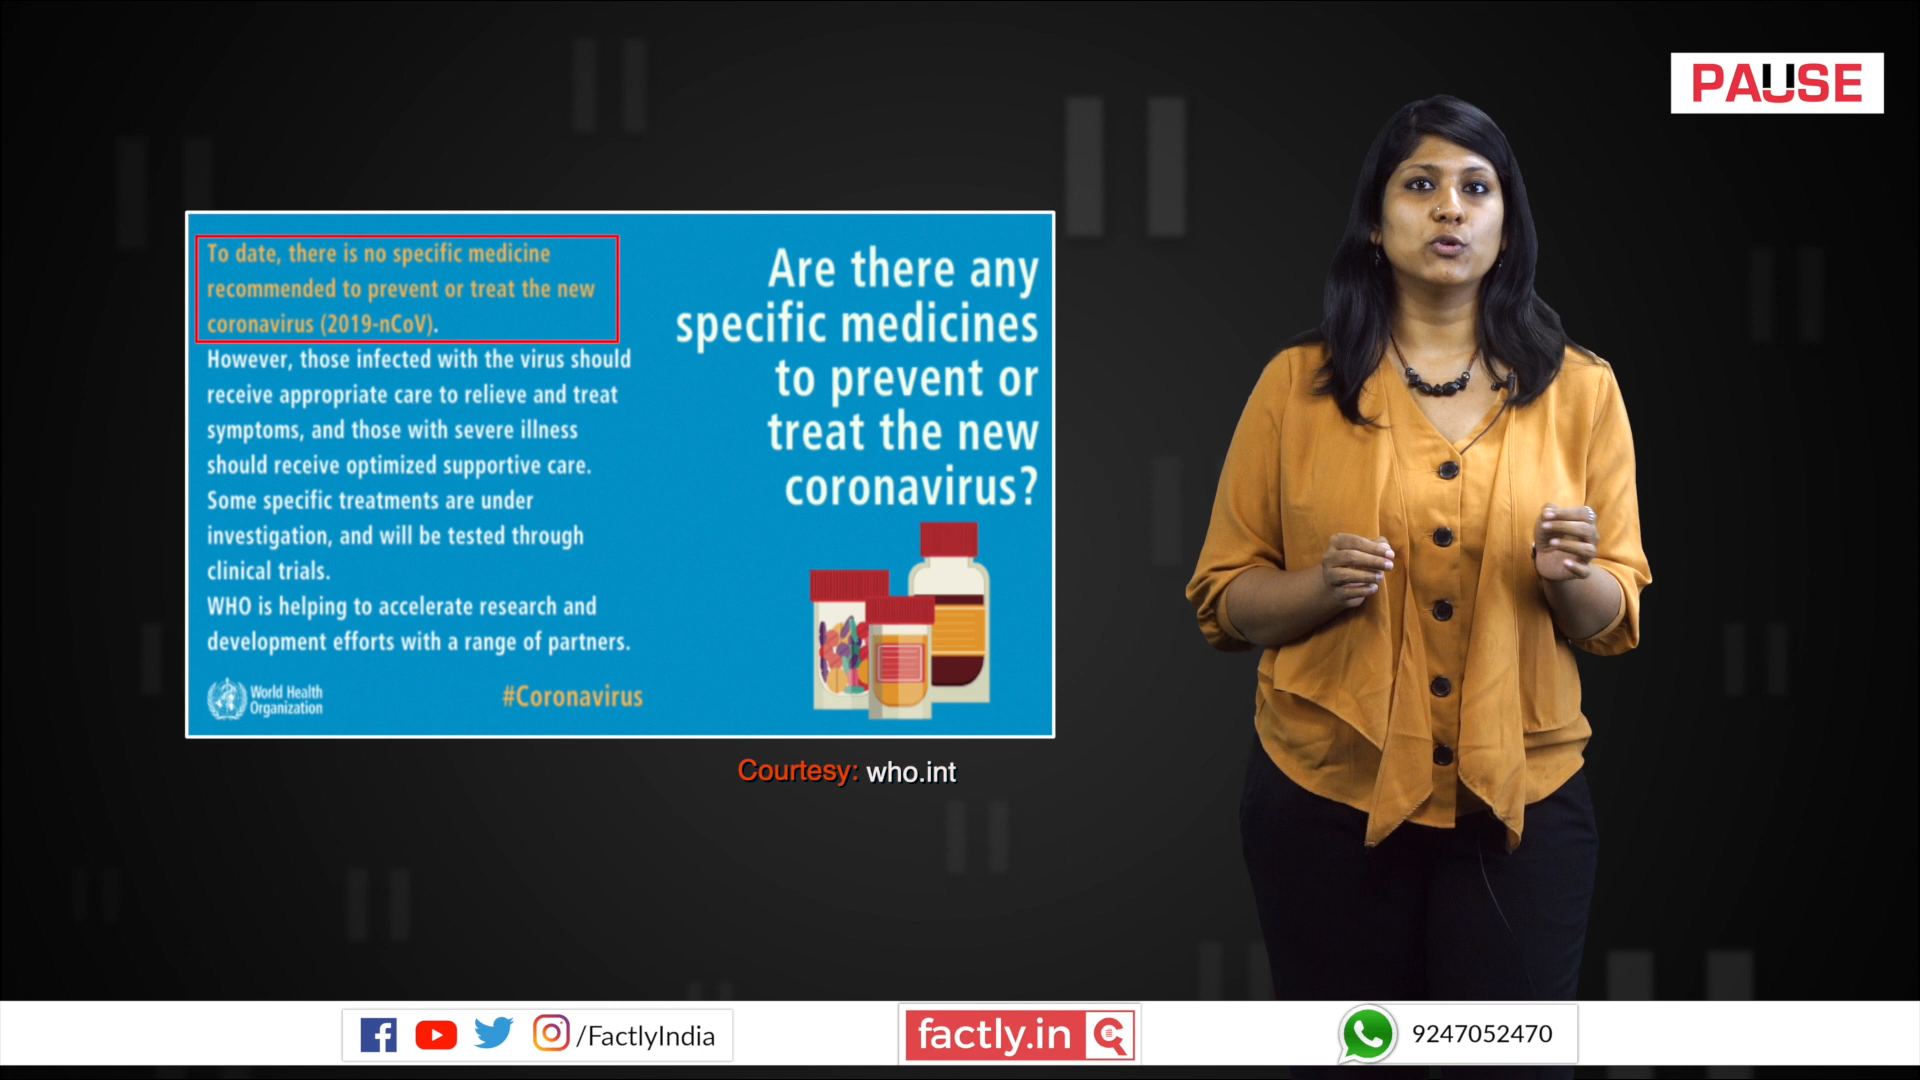 PAUSE
To date, there is no specific medicine
recommended to prevent or treat the new
coronavirus (2019-nCoV).
However, those infected with the virus should
receive appropriate care to relieve and treat
symptoms, and those with severe illness
should receive optimized supportive care.
Some specific treatments are under
investigation, and will be tested through
clinical trials.
WHO is helping to accelerate research and
development efforts with a range of partners.
World Health
Organization
#Coronavirus
Are there any
specific medicines
to prevent or
treat the new
coronavirus?
Courtesy: who.int
/FactlyIndia
factly.in
9247052470